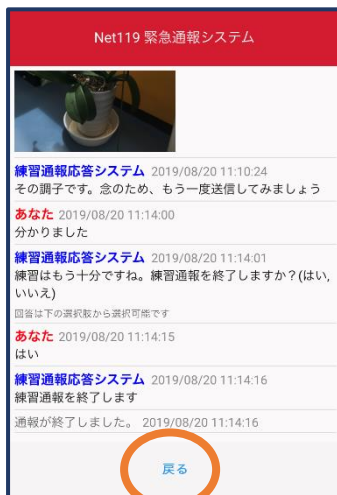 Net119 緊急通報システム
練習通報応答システム 2019/08/20 11:10:24
その調子です。念のため、もう一度送信してみましょう
あなた 2019/08/20 11:14:00
分かりました
練習通報応答システム 2019/08/20 11:14:01
練習はもう十分ですね。練習通報を終了しますか?(はい,
いいえ)
回答は下の選択肢から選択可能です
あなた 2019/08/20 11:14:15
はい
練習通報応答システム 2019/08/20 11:14:16
練習通報を終了します
通報が終了しました。 2019/08/20 11:14:16
戻る